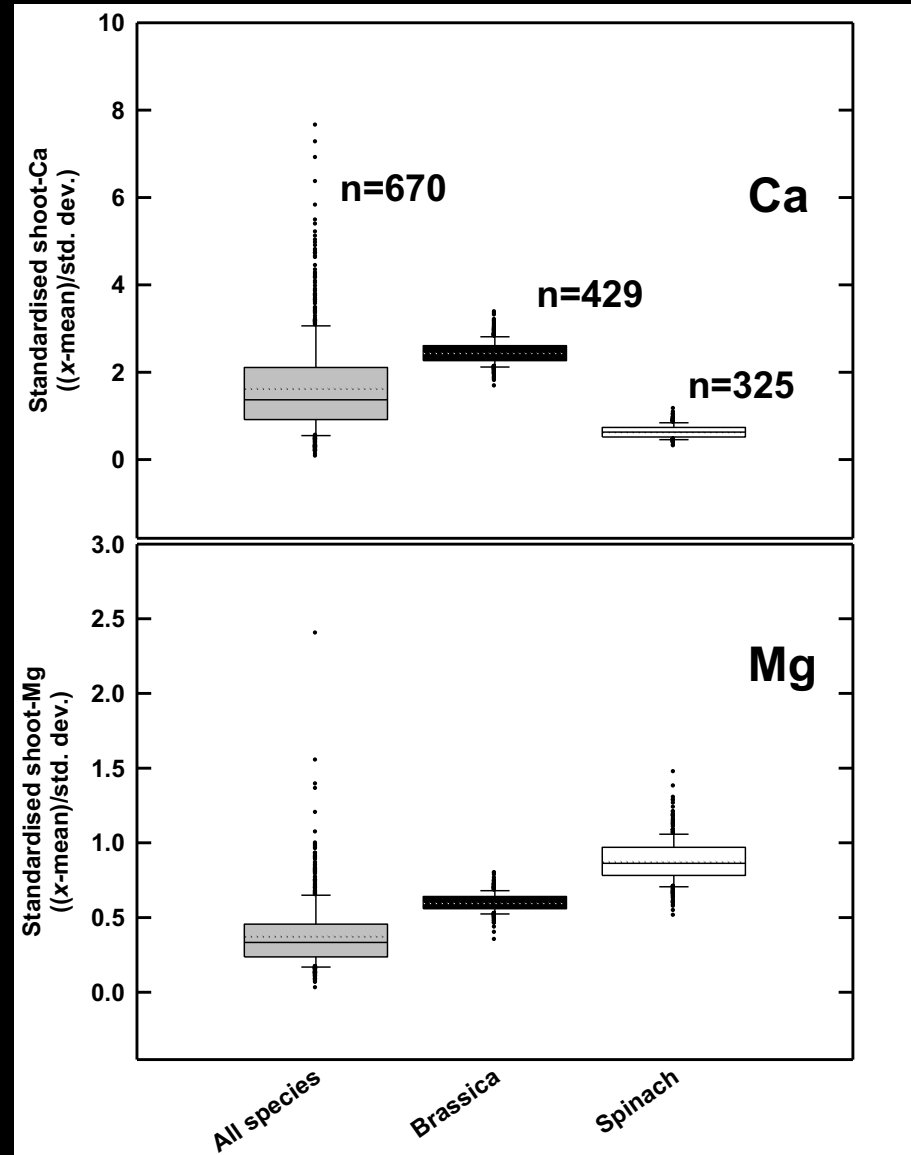 10
8
6
4
2
0
Standardised shoot-Ca
((x-mean)/std. dev.)
n=670
n=429
n=325
Ca
3.0
2.5
2.0
1.5
1.0
0.5
0.0
Standardised shoot-Mg
((x-mean)/std. dev.)
Mg
All species
Brassica
Spinach